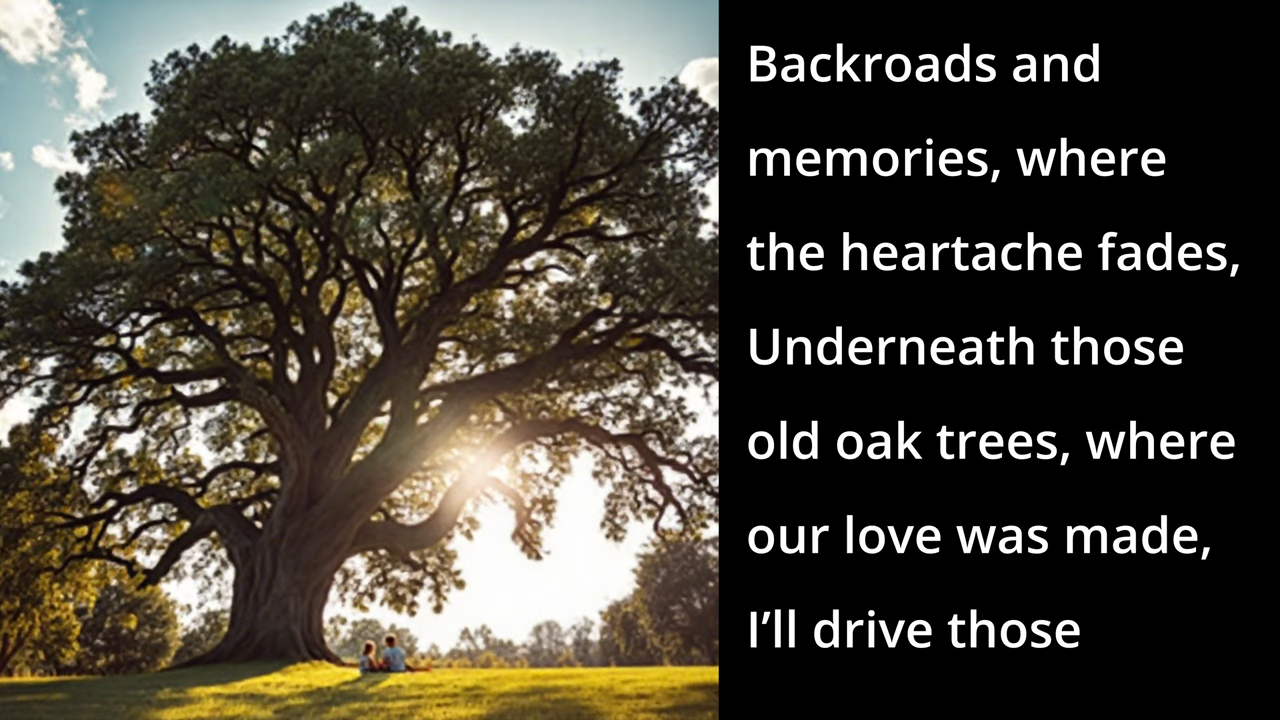 Backroads and
memories, where
the heartache fades,
Underneath those
old oak trees, where
our love was made,
I’ll drive those